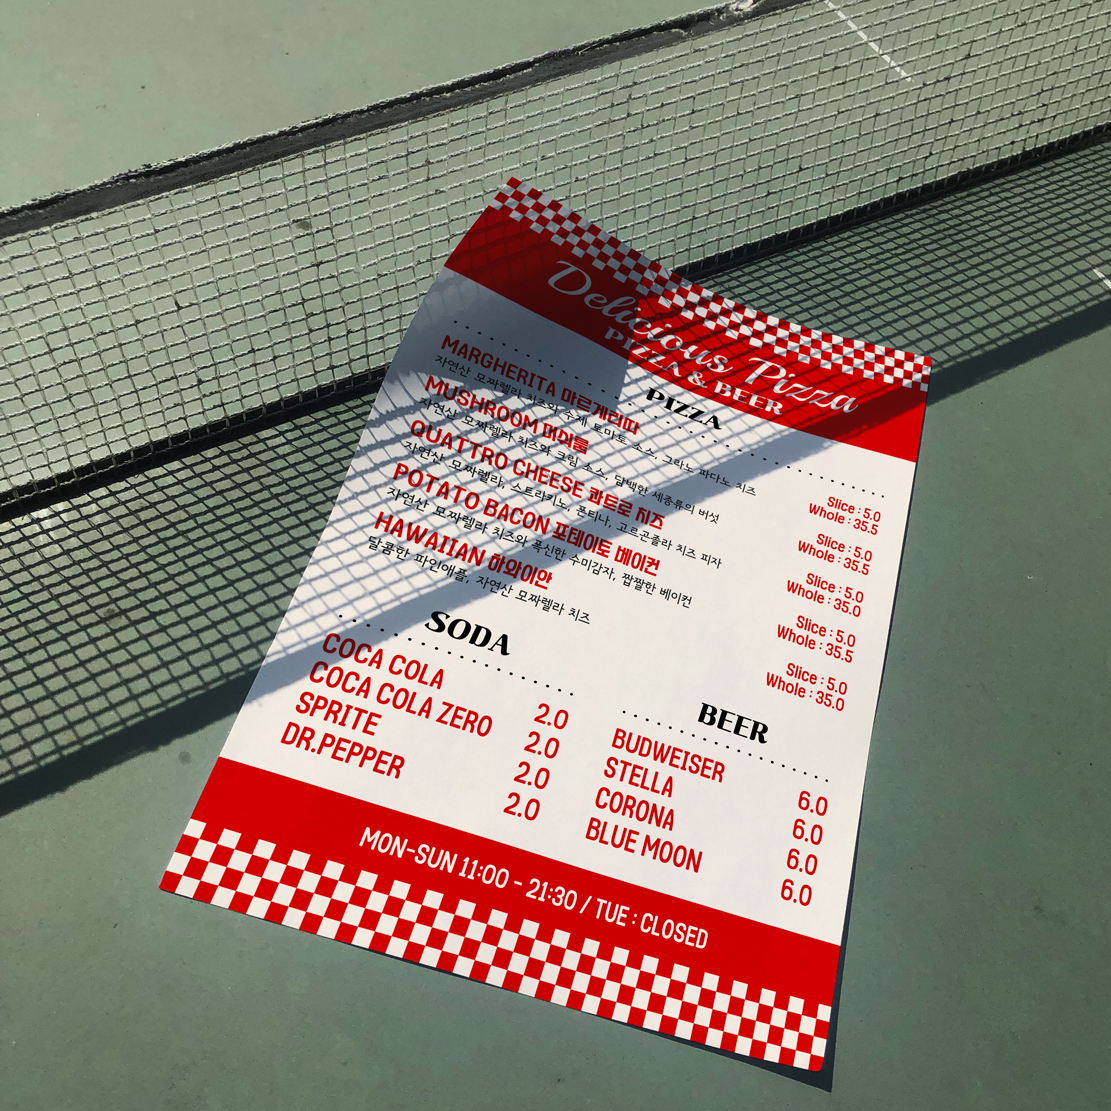 Delicious Pizza
PIZZA & BEER
PIZZA
MARGHERITA 마르게리따
자연산 모짜렐라 치즈와 수제 토마토 소스, 그라노 파다노 치즈
Slice : 5.0
Whole : 35.5
MUSHROOM 머쉬룸
자연산 모짜렐라 치즈와 크림 소스, 담백한 세종류의 버섯
Slice : 5.0
Whole : 35.5
QUATTRO CHEESE 콰트로 치즈
자연산 모짜렐라, 스트라키노, 폰티나, 고르곤졸라 치즈 피자
Slice : 5.0
Whole : 35.0
POTATO BACON 포테이토 베이컨
자연산 모짜렐라 치즈와 폭신한 수미감자, 짭짤한 베이컨
Slice : 5.0
Whole : 35.5
HAWAIIAN 하와이안
달콤한 파인애플, 자연산 모짜렐라 치즈
Slice : 5.0
Whole : 35.0
SODA
COCA COLA 2.0
COCA COLA ZERO 2.0
SPRITE 2.0
DR.PEPPER 2.0
BEER
BUDWEISER 6.0
STELLA 6.0
CORONA 6.0
BLUE MOON 6.0
MON-SUN 11:00 - 21:30 / TUE : CLOSED